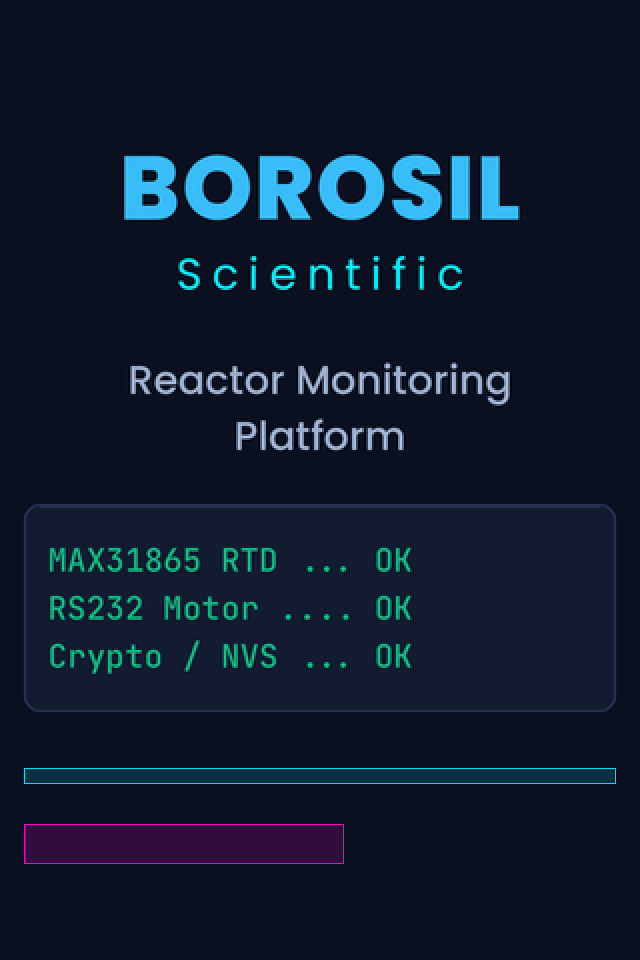 BOROSIL
Scientific
Reactor Monitoring
Platform
MAX31865 RTD ... OK
RS232 Motor .... OK
Crypto / NVS ... OK